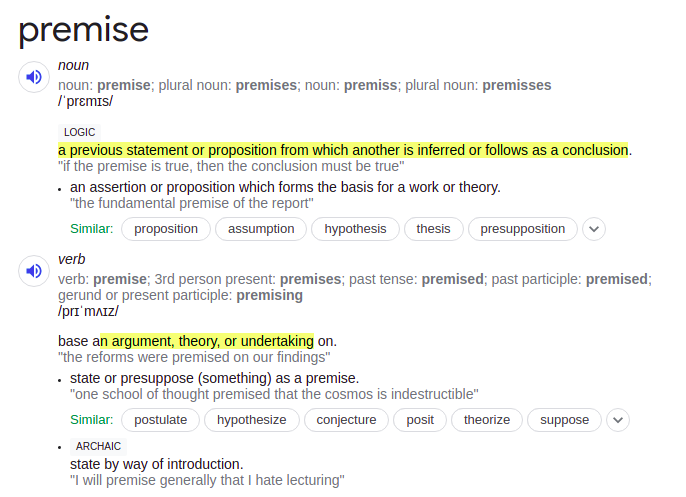 premise
noun
noun: premise; plural noun: premises; noun: premiss; plural noun: premisses
/ˈprɛmɪs/
LOGIC
a previous statement or proposition from which another is inferred or follows as a conclusion.
"if the premise is true, then the conclusion must be true"
• an assertion or proposition which forms the basis for a work or theory.
"the fundamental premise of the report"
Similar: proposition assumption hypothesis thesis presupposition
verb
verb: premise; 3rd person present: premises; past tense: premised; past participle: premised;
gerund or present participle: premising
/prɪˈmʌɪz/
base an argument, theory, or undertaking on.
"the reforms were premised on our findings"
• state or presuppose (something) as a premise.
"one school of thought premised that the cosmos is indestructible"
Similar: postulate hypothesize conjecture posit theorize suppose
• ARCHAIC
state by way of introduction.
"I will premise generally that I hate lecturing"